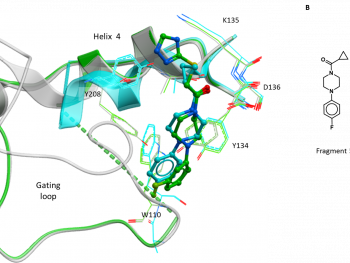 B
K135
Helix 4
D136
Y208
Y134
Gating
loop
W110
O
N
N
F
Fragment